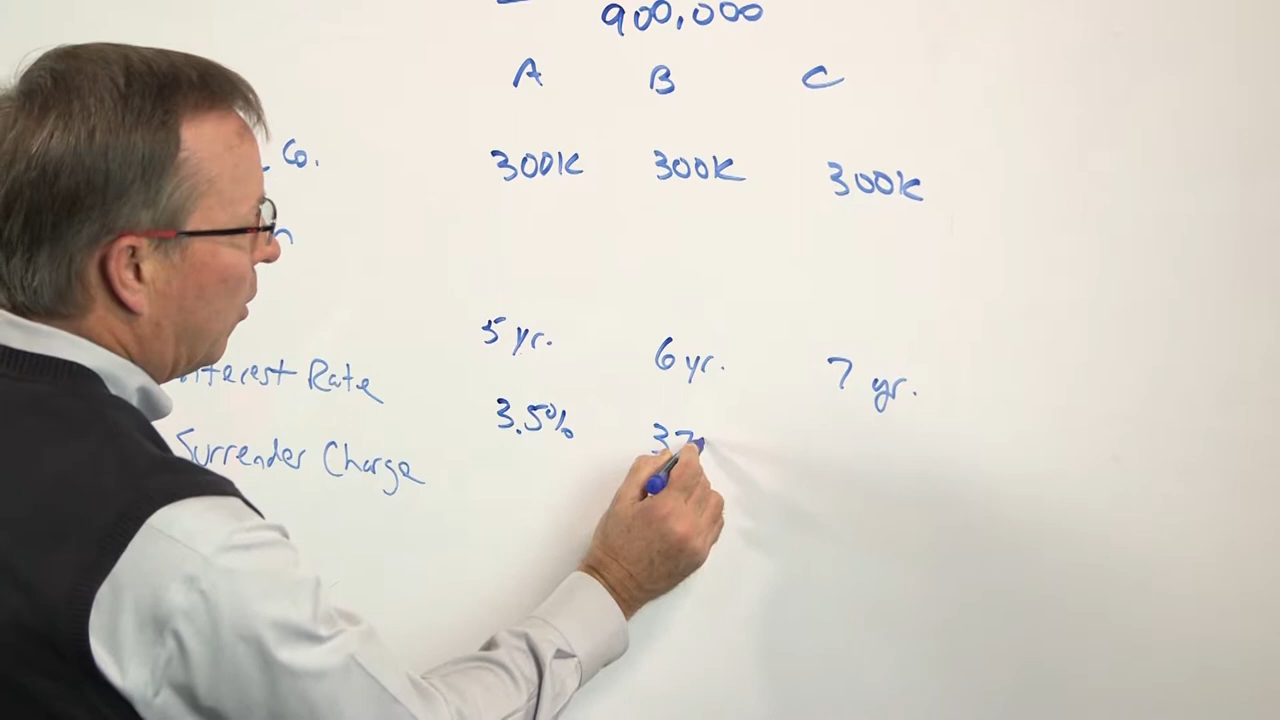 900,000
A B C
Co. 300K 300K 300K
5 yr. 6 yr. 7 yr.
Interest Rate 3.5%
Surrender Charge